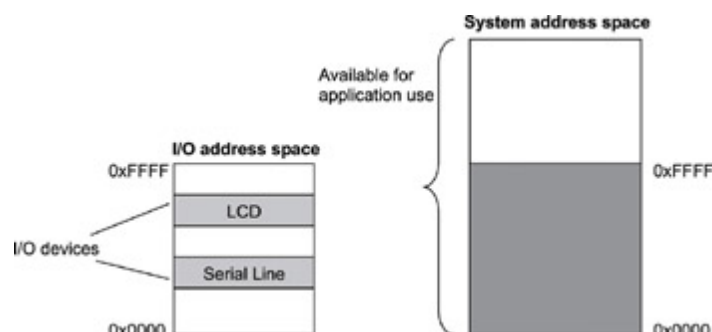 System address space
Available for
application use
I/O address space
0xFFFF
0xFFFF
LCD
I/O devices
Serial Line
0x0000
0x0000